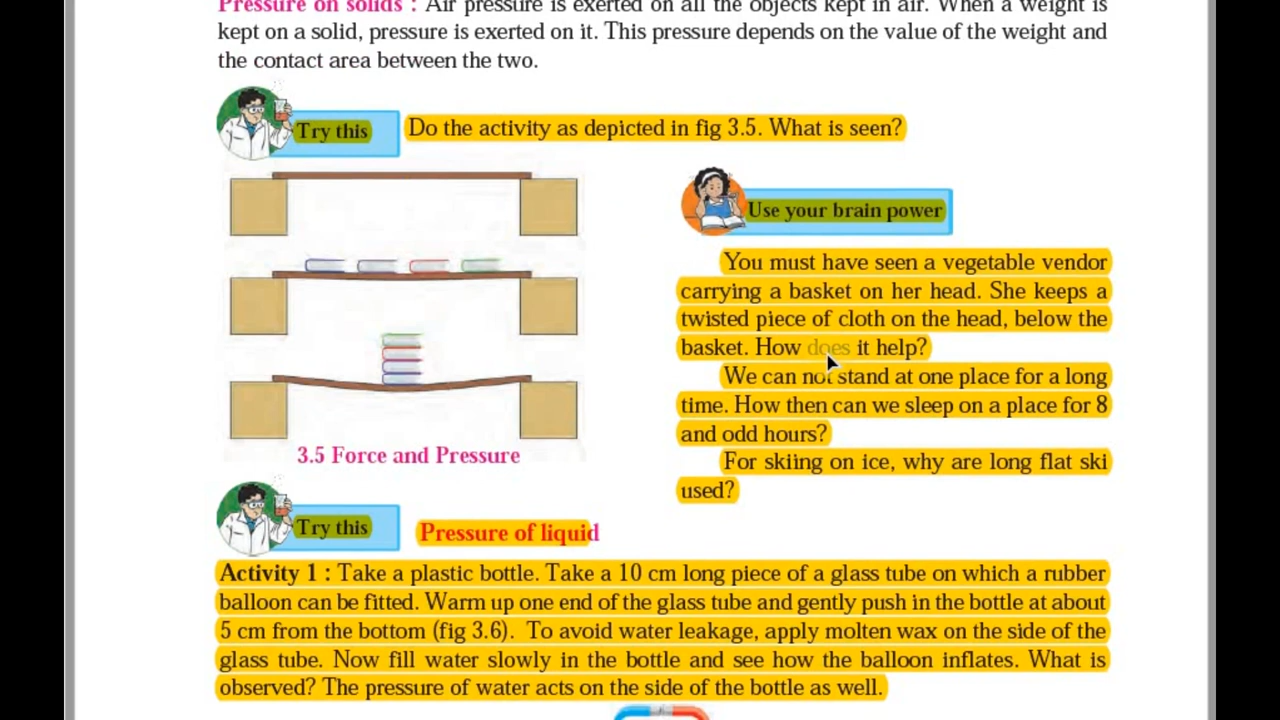 Pressure on solids : Air pressure is exerted on all the objects kept in air. When a weight is
kept on a solid, pressure is exerted on it. This pressure depends on the value of the weight and
the contact area between the two.
Try this
Do the activity as depicted in fig 3.5. What is seen?
3.5 Force and Pressure
Use your brain power
You must have seen a vegetable vendor
carrying a basket on her head. She keeps a
twisted piece of cloth on the head, below the
basket. How does it help?
We can not stand at one place for a long
time. How then can we sleep on a place for 8
and odd hours?
For skiing on ice, why are long flat ski
used?
Try this
Pressure of liquid
Activity 1 : Take a plastic bottle. Take a 10 cm long piece of a glass tube on which a rubber
balloon can be fitted. Warm up one end of the glass tube and gently push in the bottle at about
5 cm from the bottom (fig 3.6). To avoid water leakage, apply molten wax on the side of the
glass tube. Now fill water slowly in the bottle and see how the balloon inflates. What is
observed? The pressure of water acts on the side of the bottle as well.